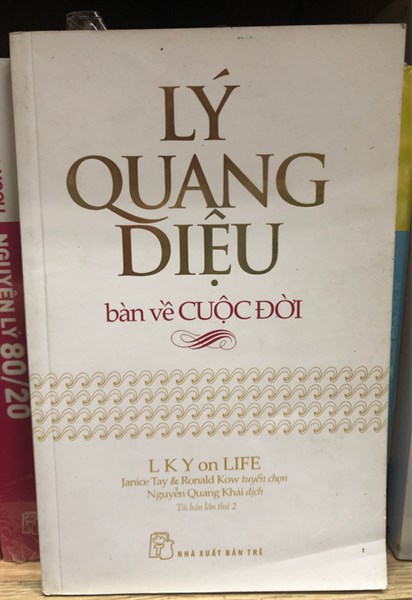 LÝ
QUANG
DIỆU
bàn về CUỘC ĐỜI
L K Y on LIFE
Janice Tay & Ronald Kow tuyển chọn
Nguyễn Quang Khải dịch
Tái bản lần thứ 2
NHÀ XUẤT BẢN TRẺ
NGUYÊN LÝ 80/20